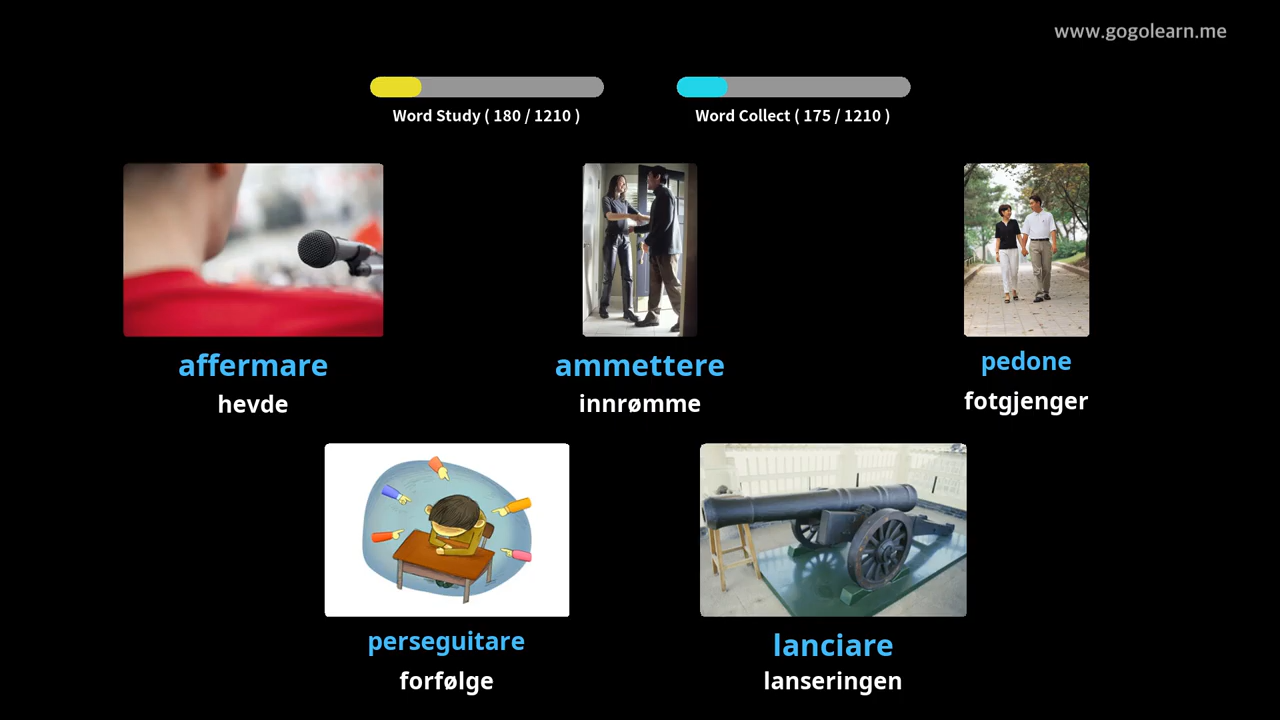 www.gogolearn.me
Word Study ( 180 / 1210 )
Word Collect ( 175 / 1210 )
affermare
hevde
ammettere
innrømme
pedone
fotgjenger
perseguitare
forfølge
lanciare
lanseringen